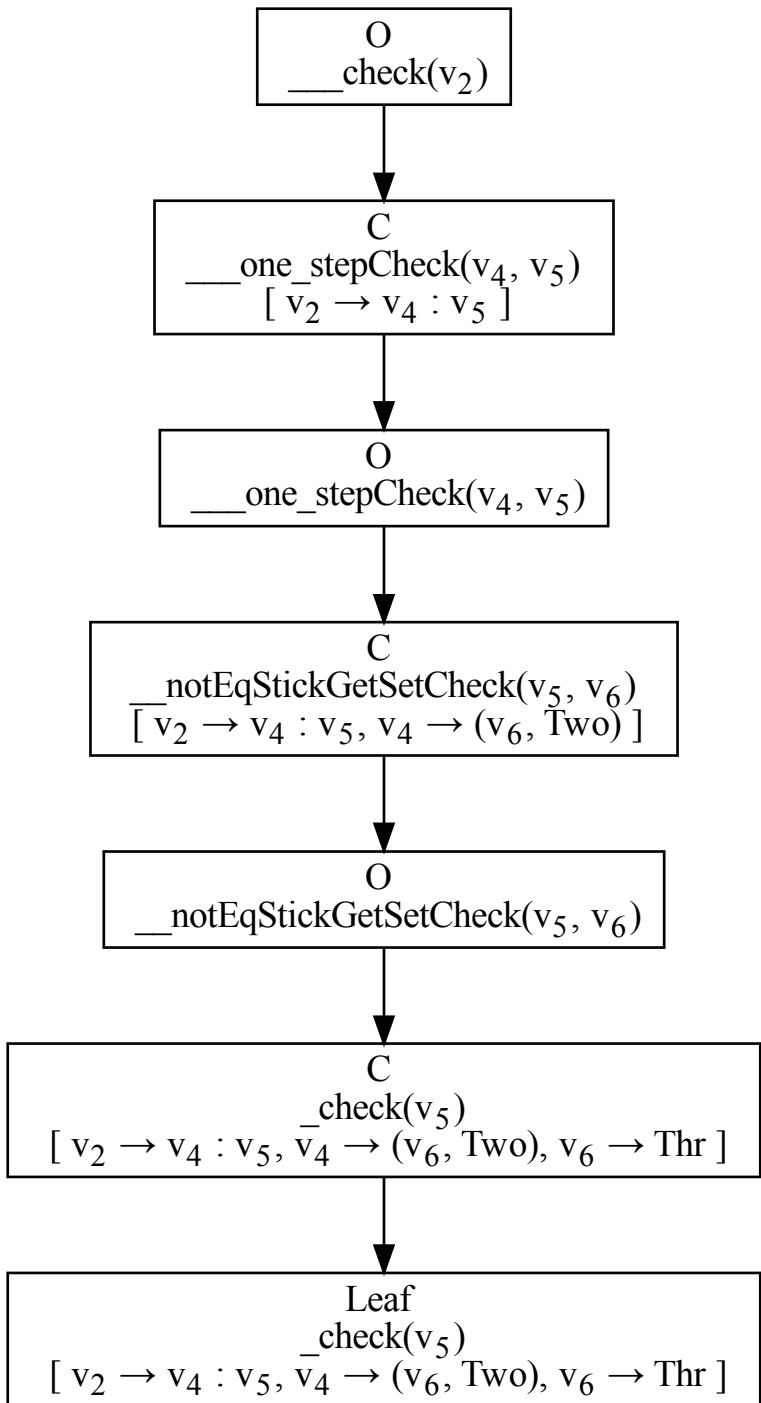 O
___check(v₂)
C
___one_stepCheck(v₄, v₅)
[ v₂ → v₄ : v₅ ]
O
___one_stepCheck(v₄, v₅)
C
__notEqStickGetSetCheck(v₅, v₆)
[ v₂ → v₄ : v₅, v₄ → (v₆, Two) ]
O
__notEqStickGetSetCheck(v₅, v₆)
C
_check(v₅)
[ v₂ → v₄ : v₅, v₄ → (v₆, Two), v₆ → Thr ]
Leaf
_check(v₅)
[ v₂ → v₄ : v₅, v₄ → (v₆, Two), v₆ → Thr ]